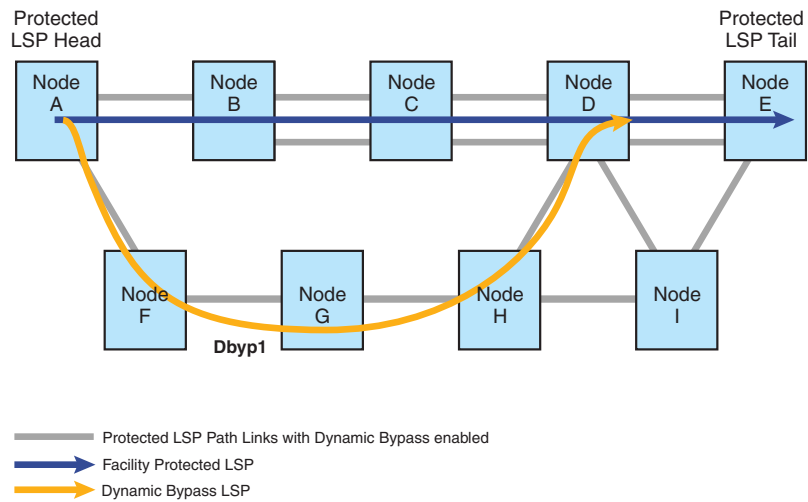 Protected
LSP Head
Protected
LSP Tail
Node
A
Node
B
Node
C
Node
D
Node
E
Node
F
Node
G
Node
H
Node
I
Dbyp1
Protected LSP Path Links with Dynamic Bypass enabled
Facility Protected LSP
Dynamic Bypass LSP